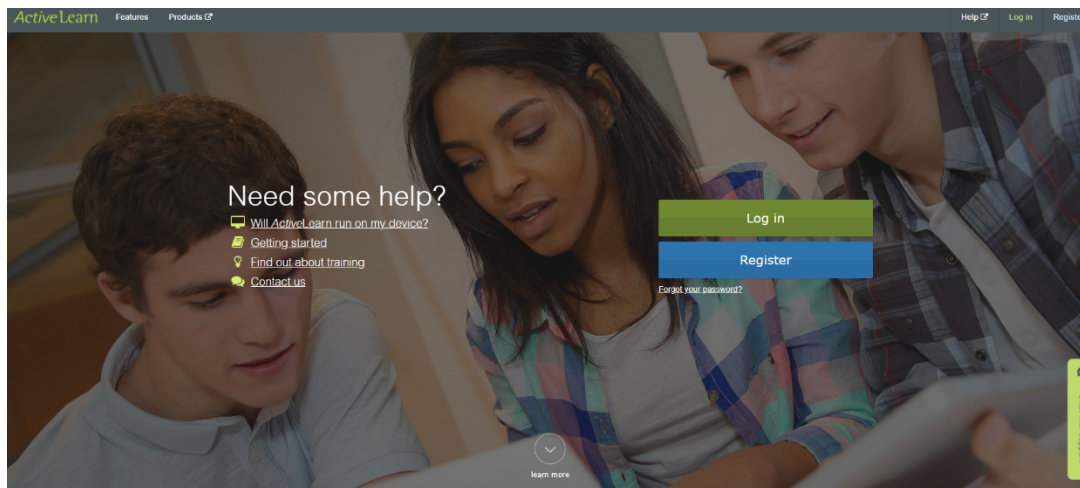 ActiveLearn Features Products Help Log in
Need some help?
Will ActiveLearn run on my device?
Getting started
Find out about training
Contact us
Log in
Register
Forgot your password?
learn more